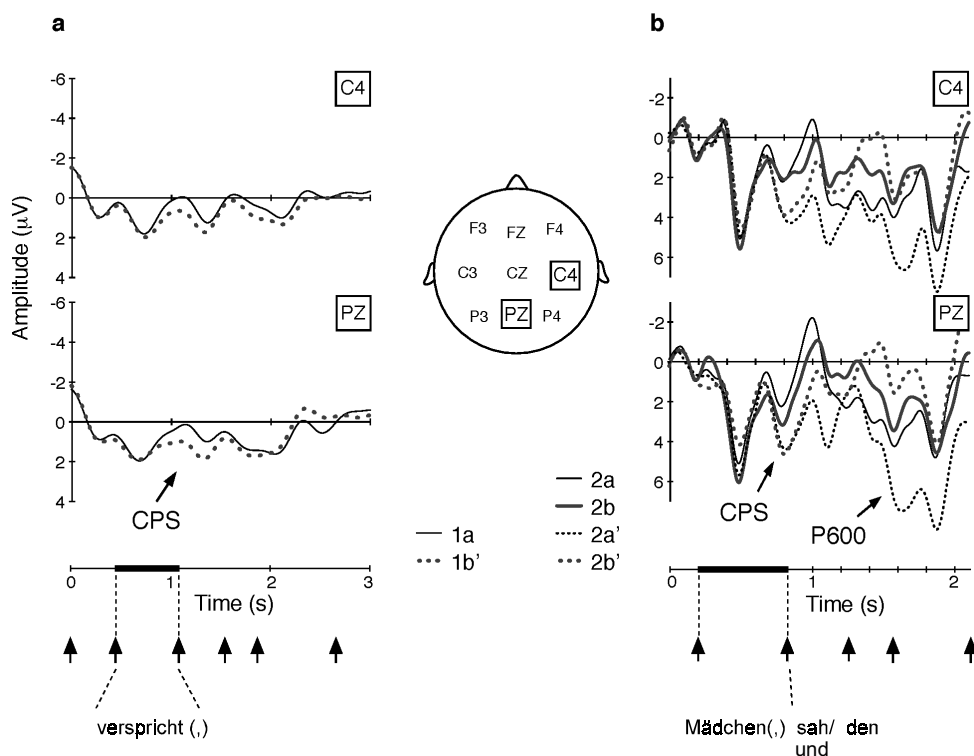 a
-6
-4
-2
0
2
4
C4
-6
-4
-2
0
2
4
PZ
CPS
Amplitude (μV)
F3 FZ F4
C3 CZ C4
P3 PZ P4
1a
1b'
0 1 2 3
Time (s)
verspricht (,)
b
-2
0
2
4
6
C4
-2
0
2
4
6
PZ
CPS
P600
2a
2b
2a'
2b'
0 1 2
Time (s)
Mädchen(,) sah/ den
und